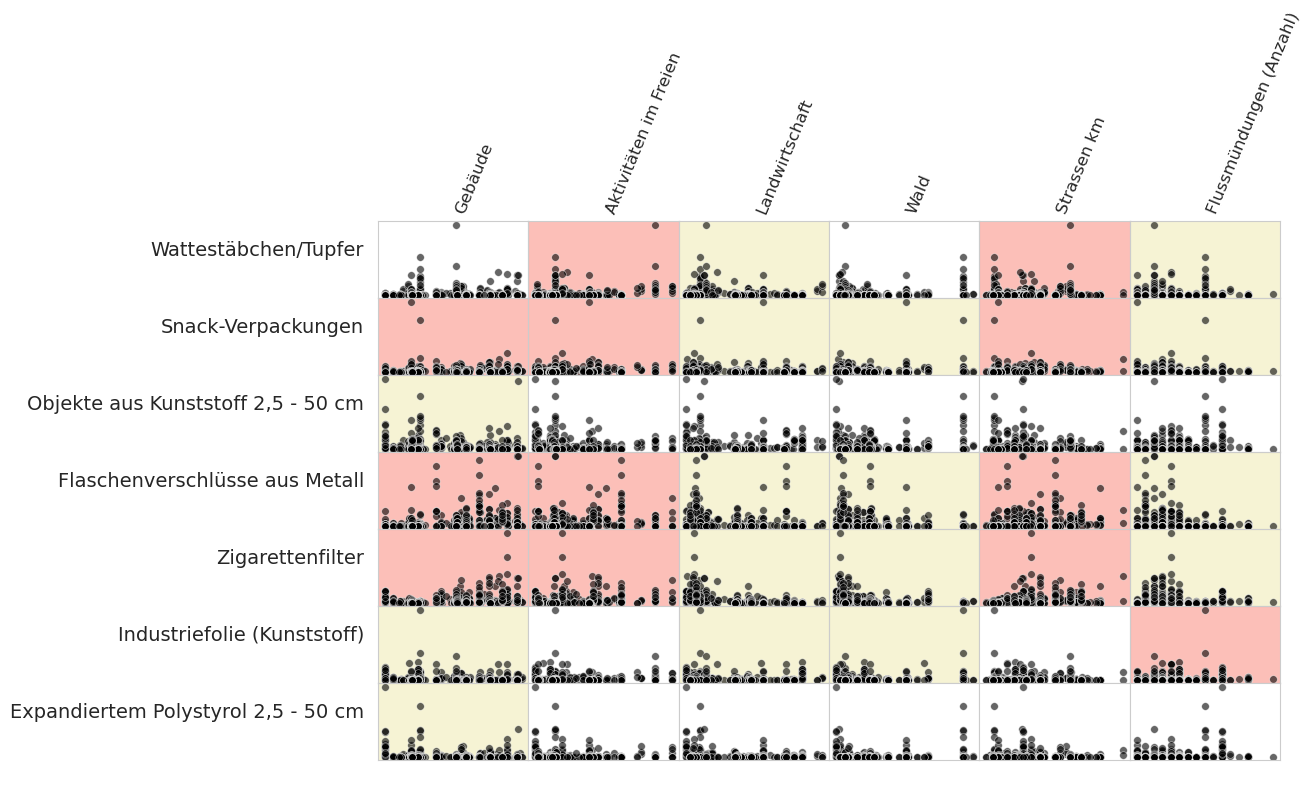 Gebäude
Aktivitäten im Freien
Landwirtschaft
Wald
Strassen km
Flussmündungen (Anzahl)
Wattestäbchen/Tupfer
Snack-Verpackungen
Objekte aus Kunststoff 2,5 - 50 cm
Flaschenverschlüsse aus Metall
Zigarettenfilter
Industriefolie (Kunststoff)
Expandiertem Polystyrol 2,5 - 50 cm